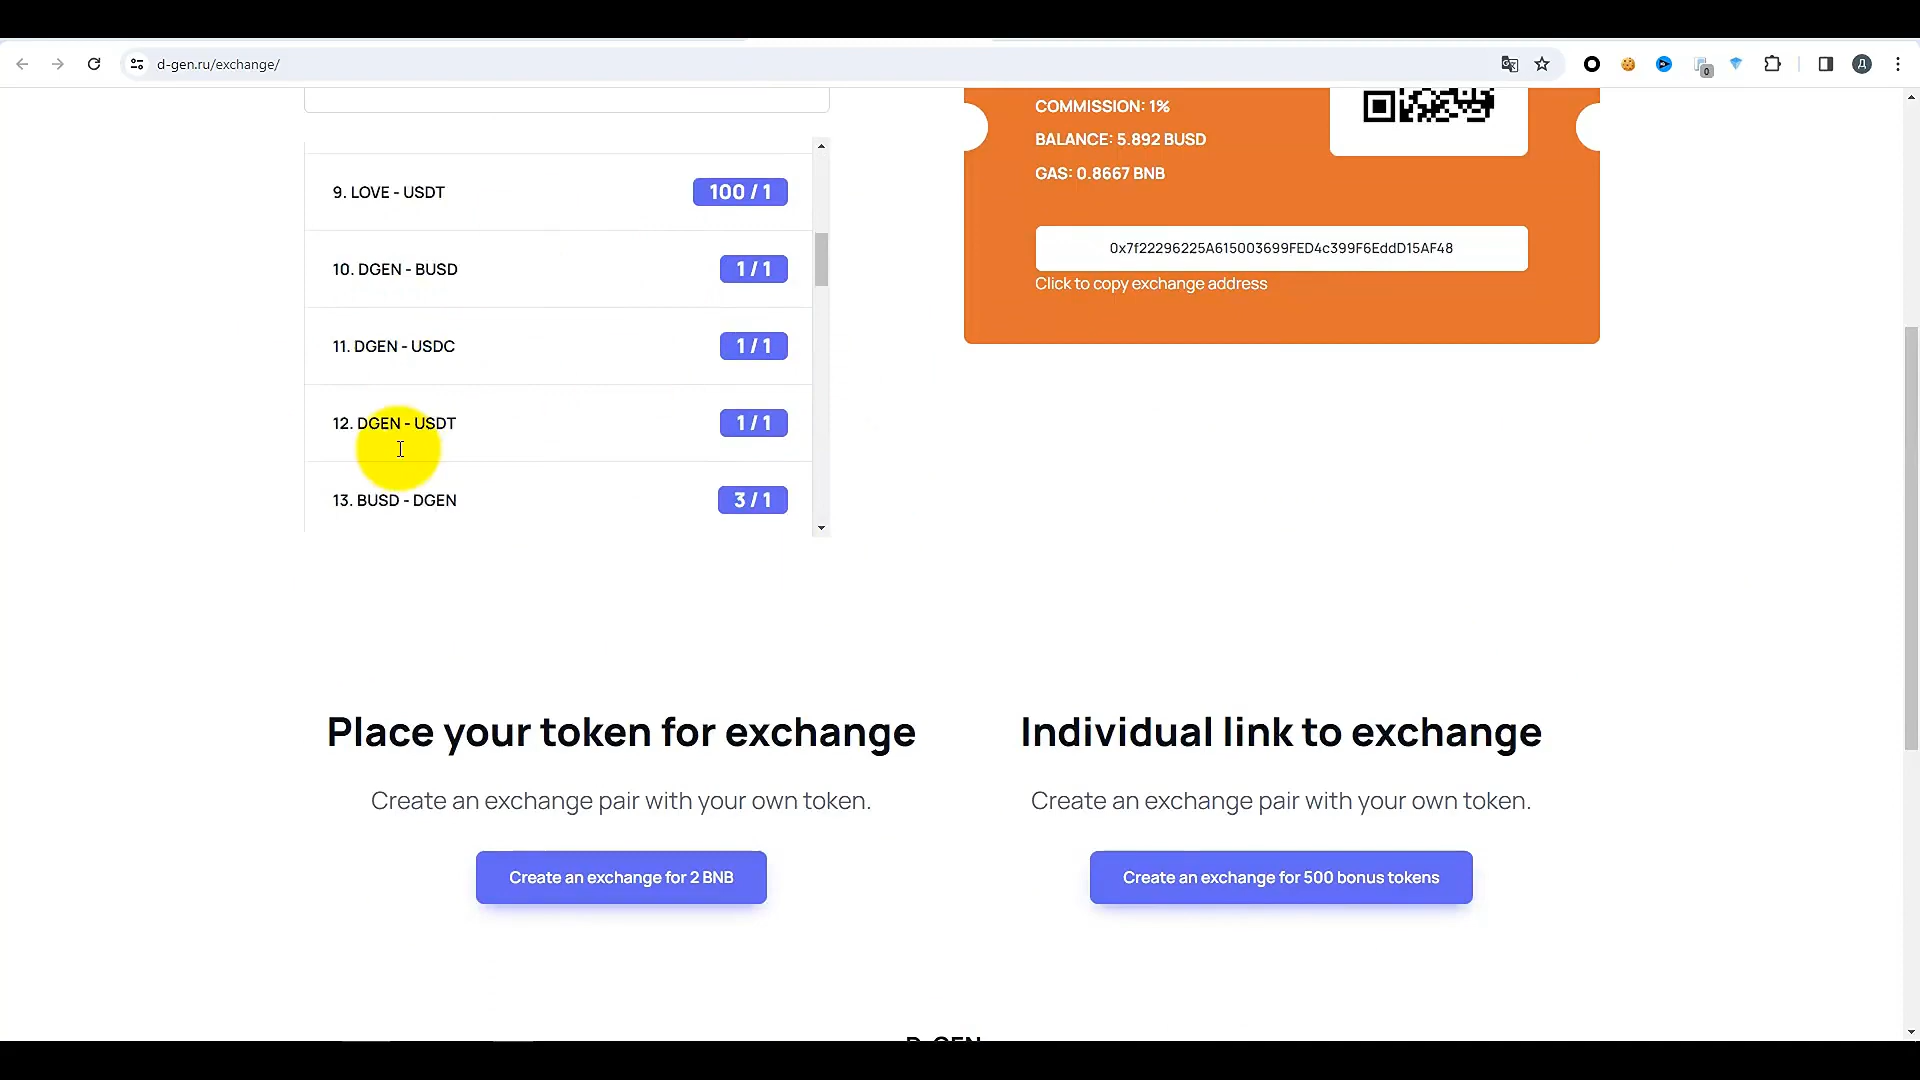 d-gen.ru/exchange/
0
Д
9. LOVE - USDT
100 / 1
10. DGEN - BUSD
1 / 1
11. DGEN - USDC
1 / 1
12. DGEN - USDT
1 / 1
13. BUSD - DGEN
3 / 1
COMMISSION: 1%
BALANCE: 5.892 BUSD
GAS: 0.8667 BNB
0x7f22296225A615003699FED4c399F6EddD15AF48
Click to copy exchange address
Place your token for exchange
Create an exchange pair with your own token.
Create an exchange for 2 BNB
Individual link to exchange
Create an exchange pair with your own token.
Create an exchange for 500 bonus tokens
D-GEN